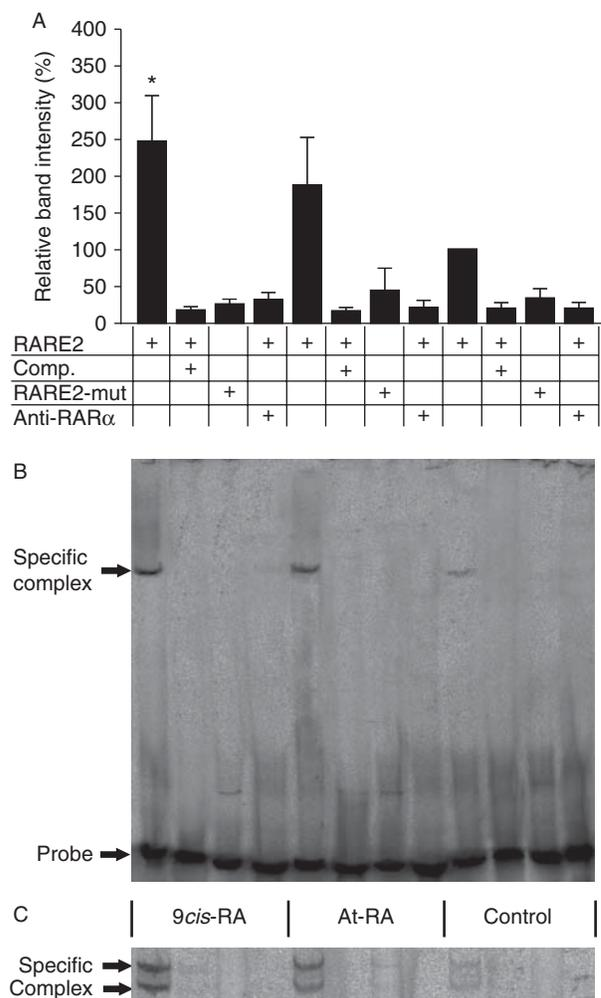 A
Relative band intensity (%)
400
350
300
250
200
150
100
50
0
*
RARE2 + + + + + + + + +
Comp. + + +
RARE2-mut + + +
Anti-RARα + + +
B
Specific
complex
Probe
C
9cis-RA At-RA Control
Specific
Complex